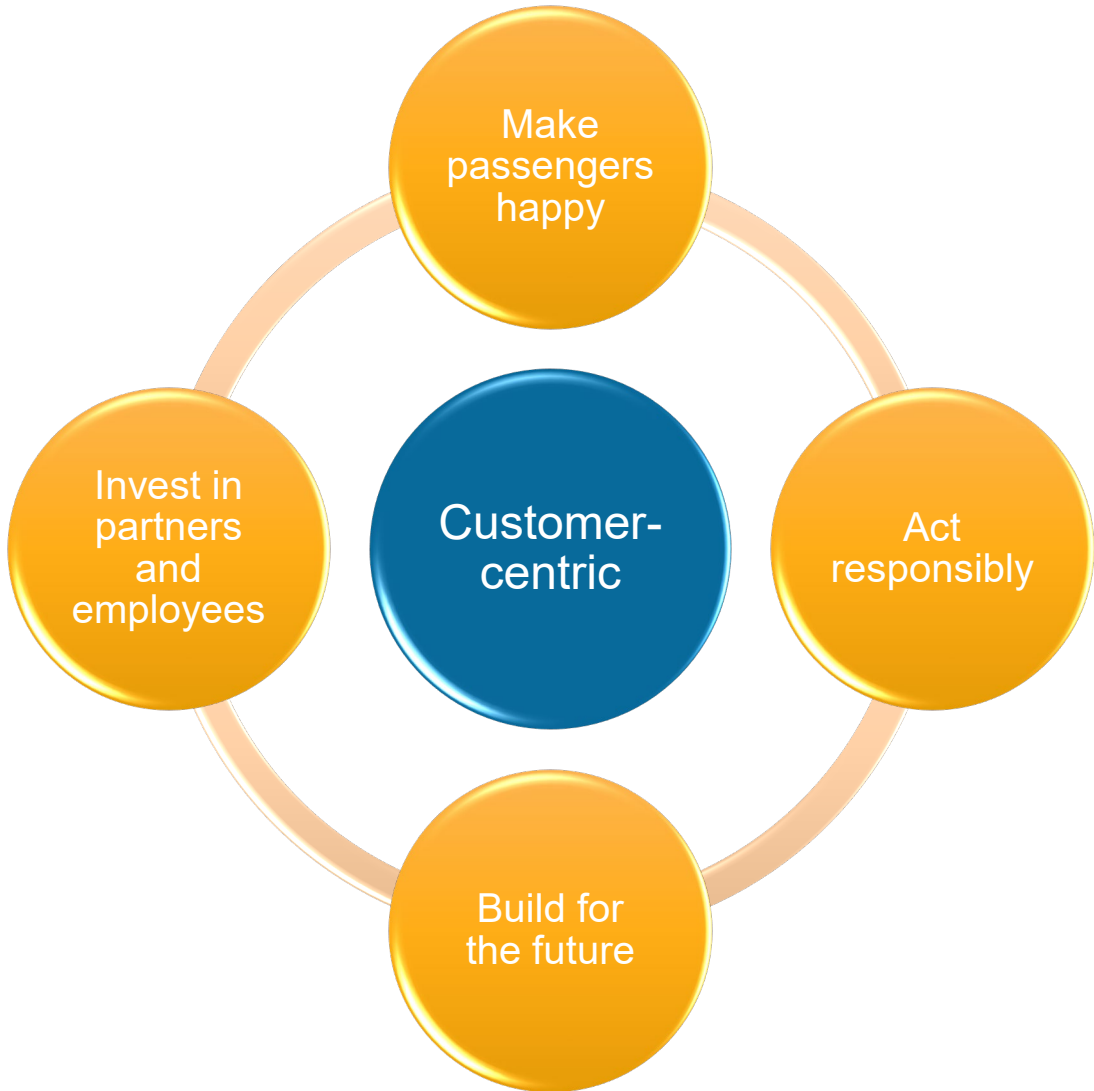 Make
passengers
happy
Invest in
partners
and
employees
Customer-
centric
Act
responsibly
Build for
the future